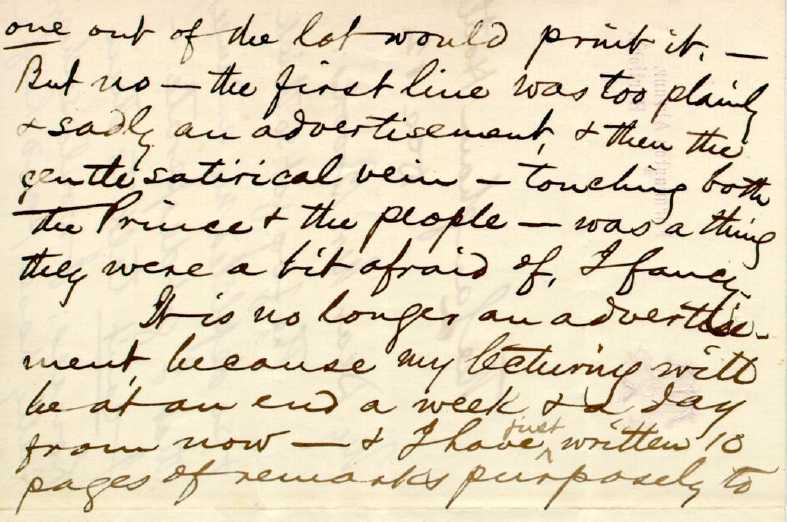 one out of the lot would print it. —
But no — the first line was too plainly
& sadly an advertisement, & then the
gentle satirical vein — touching both
the Prince & the people — was a thing
they were a bit afraid of, I fancy.
It is no longer an advertise-
ment, because my lecturing will
be at an end a week & a day
from now — & I have just written 10
pages of remarks purposely to